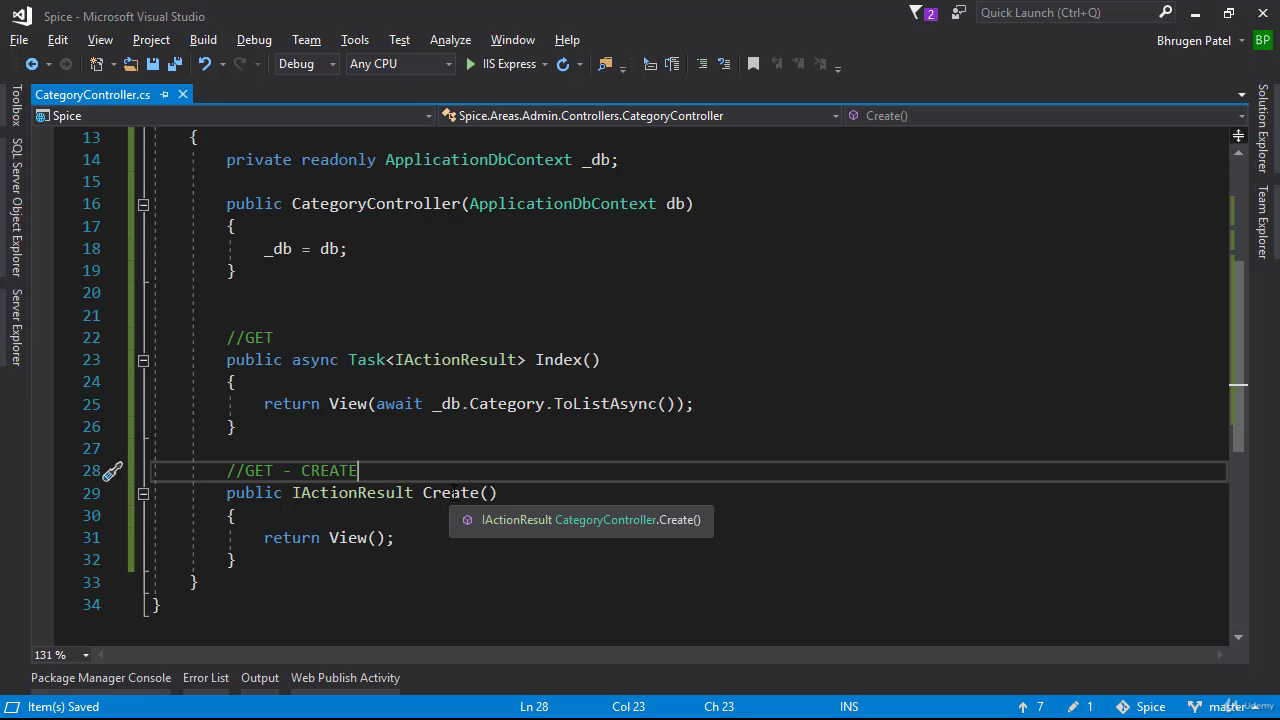 Spice - Microsoft Visual Studio
2
Quick Launch (Ctrl+Q)
File Edit View Project Build Debug Team Tools Test Analyze Window Help
Bhrugen Patel
BP
Debug
Any CPU
IIS Express
CategoryController.cs
Spice
Spice.Areas.Admin.Controllers.CategoryController
Create()
Toolbox
SQL Server Object Explorer
Server Explorer
Solution Explorer
Team Explorer
13 {
14 private readonly ApplicationDbContext _db;
15
16 public CategoryController(ApplicationDbContext db)
17 {
18 _db = db;
19 }
20
21
22 //GET
23 public async Task<IActionResult> Index()
24 {
25 return View(await _db.Category.ToListAsync());
26 }
27
28 //GET - CREATE
29 public IActionResult Create()
30 {
IActionResult CategoryController.Create()
31 return View();
32 }
33 }
34 }
131 %
Package Manager Console Error List Output Web Publish Activity
Item(s) Saved Ln 28 Col 23 Ch 23 INS 7 1 Spice master
Udemy